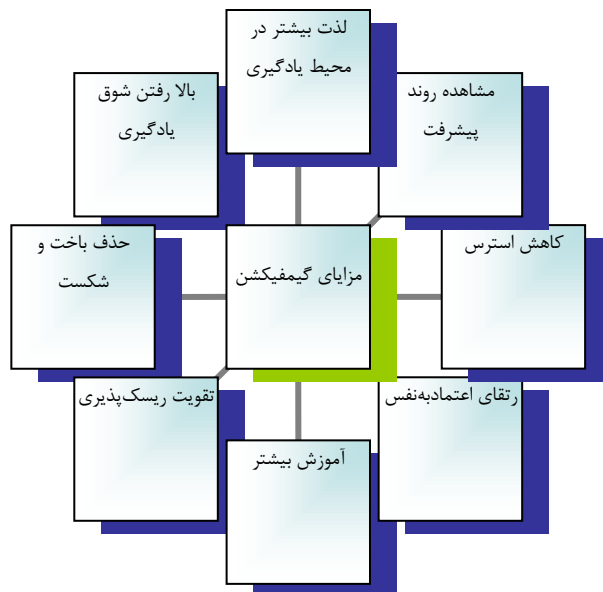 لذت بیشتر در
محیط یادگیری
مشاهده روند
پیشرفت
بالا رفتن شوق
یادگیری
کاهش استرس
مزایای گیمفیکشن
حذف باخت و
شکست
رتقای اعتمادبه‌نفس
تقویت ریسک‌پذیری
آموزش بیشتر